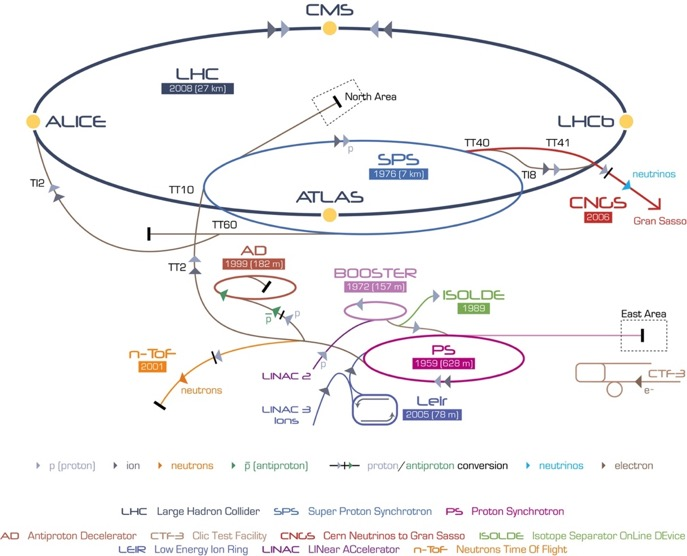 CMS
LHC
2008 (27 km)
North Area
ALICE
LHCb
TT40
TT41
SPS
1976 (7 km)
p
TI8
neutrinos
TI2
TT10
ATLAS
CNGS
2006
Gran Sasso
TT60
AD
1999 (182 m)
TT2
BOOSTER
1972 (157 m)
ISOLDE
1989
p̅
p
East Area
n-ToF
2001
PS
1959 (628 m)
p
LINAC 2
neutrons
CTF-3
e-
LINAC 3
Ions
LeIr
2005 (78 m)
p (proton)
ion
neutrons
p̅ (antiproton)
proton/antiproton conversion
neutrinos
electron
LHC Large Hadron Collider SPS Super Proton Synchrotron PS Proton Synchrotron
AD Antiproton Decelerator CTF-3 Clic Test Facility CNGS Cern Neutrinos to Gran Sasso ISOLDE Isotope Separator OnLine DEvice
LEIR Low Energy Ion Ring LINAC LINear ACcelerator n-ToF Neutrons Time Of Flight